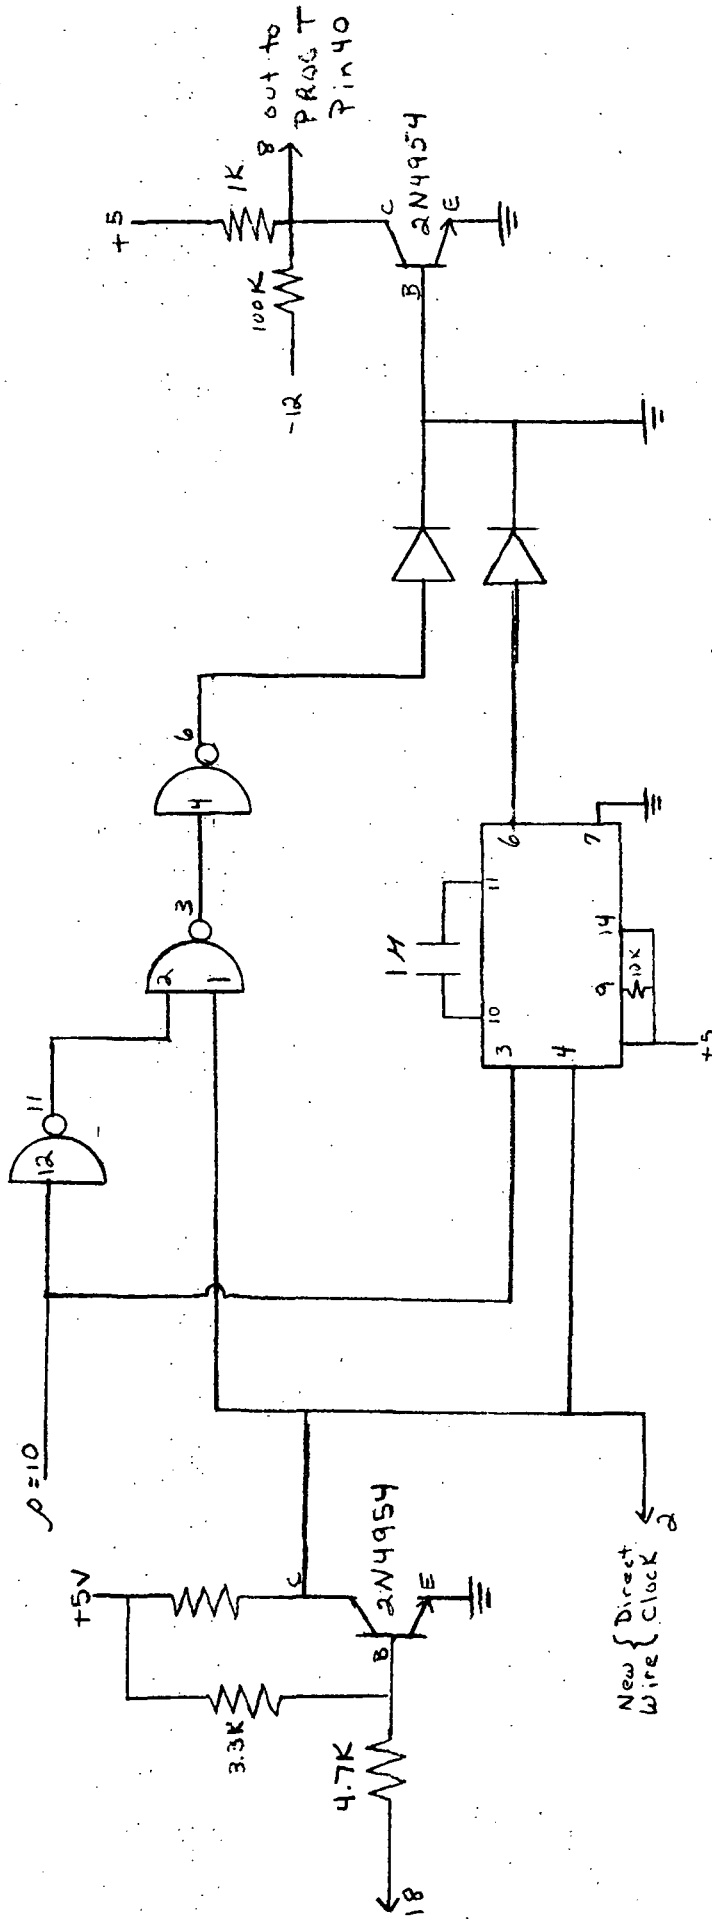 +5
1K
8
out to
PROG T
Pin 40
100K
-12
C
B
E
2N4954
6
4
3
2
1
11
12
ρ=10
1µ
10
11
3
4
6
7
9
14
10K
+5
+5V
3.3K
4.7K
18
C
B
E
2N4954
New { Direct
Wire { Clock
2